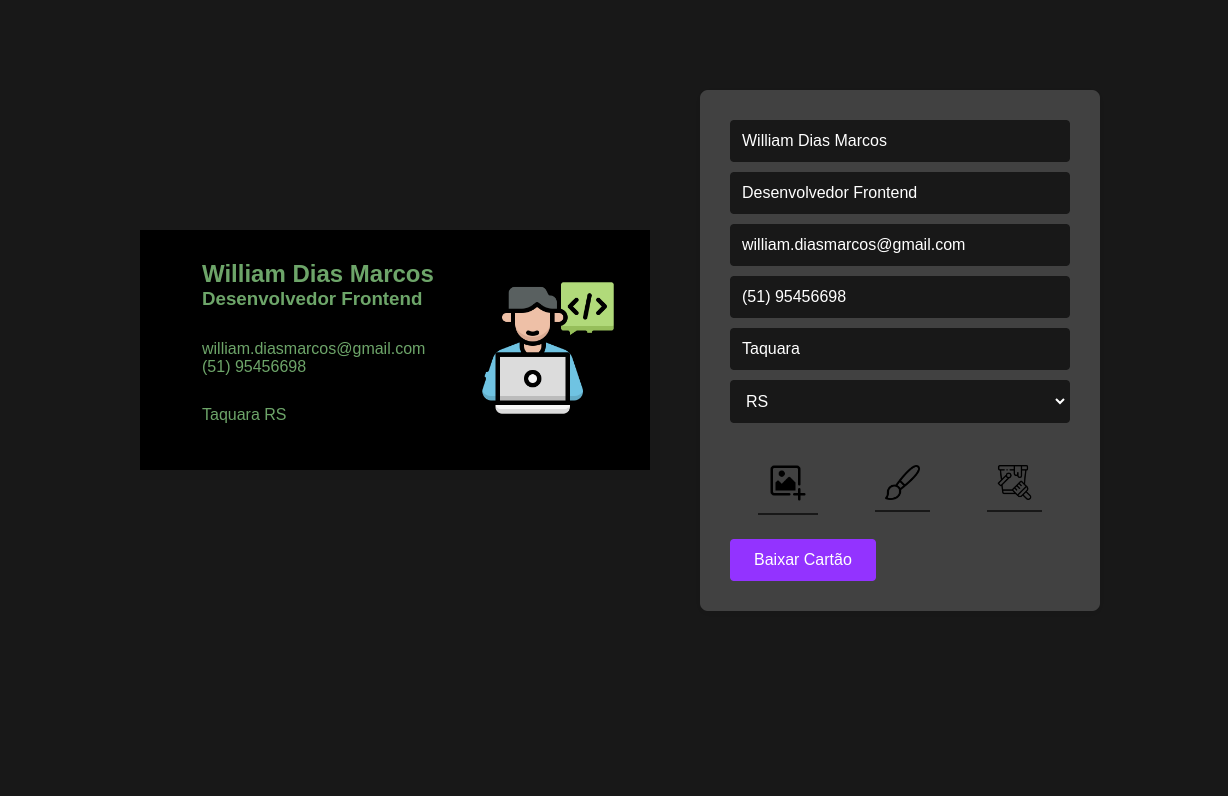 William Dias Marcos
Desenvolvedor Frontend
william.diasmarcos@gmail.com
(51) 95456698
Taquara RS
</>
William Dias Marcos
Desenvolvedor Frontend
william.diasmarcos@gmail.com
(51) 95456698
Taquara
RS
Baixar Cartão